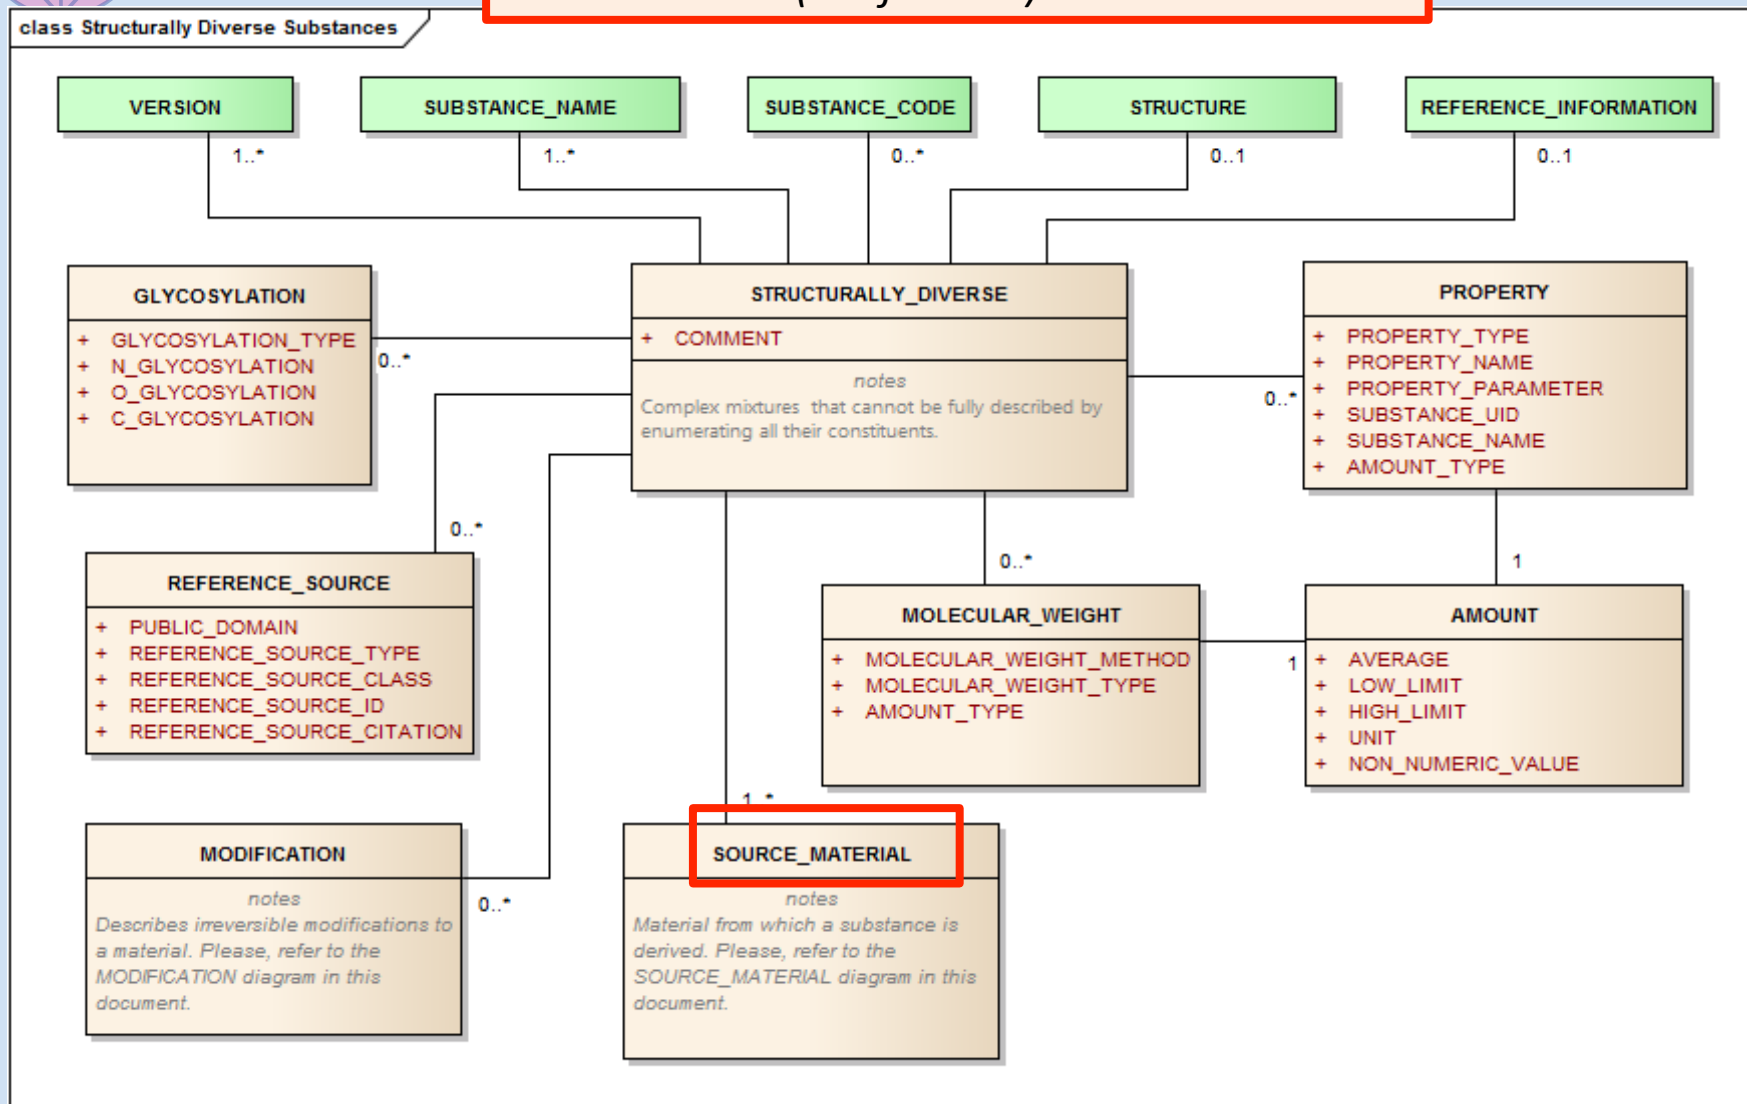 class Structurally Diverse Substances
VERSION
SUBSTANCE_NAME
SUBSTANCE_CODE
STRUCTURE
REFERENCE_INFORMATION
1..*
1..*
0..*
0..1
0..1
GLYCOSYLATION
+ GLYCOSYLATION_TYPE
+ N_GLYCOSYLATION
+ O_GLYCOSYLATION
+ C_GLYCOSYLATION
0..*
STRUCTURALLY_DIVERSE
+ COMMENT
notes
Complex mixtures that cannot be fully described by
enumerating all their constituents.
PROPERTY
+ PROPERTY_TYPE
+ PROPERTY_NAME
+ PROPERTY_PARAMETER
+ SUBSTANCE_UID
+ SUBSTANCE_NAME
+ AMOUNT_TYPE
0..*
0..*
REFERENCE_SOURCE
+ PUBLIC_DOMAIN
+ REFERENCE_SOURCE_TYPE
+ REFERENCE_SOURCE_CLASS
+ REFERENCE_SOURCE_ID
+ REFERENCE_SOURCE_CITATION
0..*
MOLECULAR_WEIGHT
+ MOLECULAR_WEIGHT_METHOD
+ MOLECULAR_WEIGHT_TYPE
+ AMOUNT_TYPE
1
1
AMOUNT
+ AVERAGE
+ LOW_LIMIT
+ HIGH_LIMIT
+ UNIT
+ NON_NUMERIC_VALUE
MODIFICATION
notes
Describes irreversible modifications to
a material. Please, refer to the
MODIFICATION diagram in this
document.
0..*
1..*
SOURCE_MATERIAL
notes
Material from which a substance is
derived. Please, refer to the
SOURCE_MATERIAL diagram in this
document.